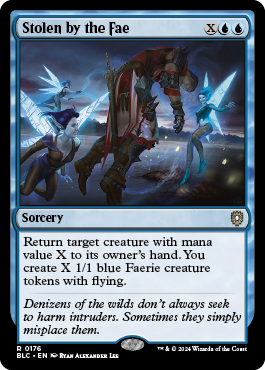 Stolen by the Fae X
Sorcery
Return target creature with mana
value X to its owner's hand. You
create X 1/1 blue Faerie creature
tokens with flying.
Denizens of the wilds don't always seek
to harm intruders. Sometimes they simply
misplace them.
R 0176
BLC • EN Ryan Alexander Lee
™ & © 2024 Wizards of the Coast